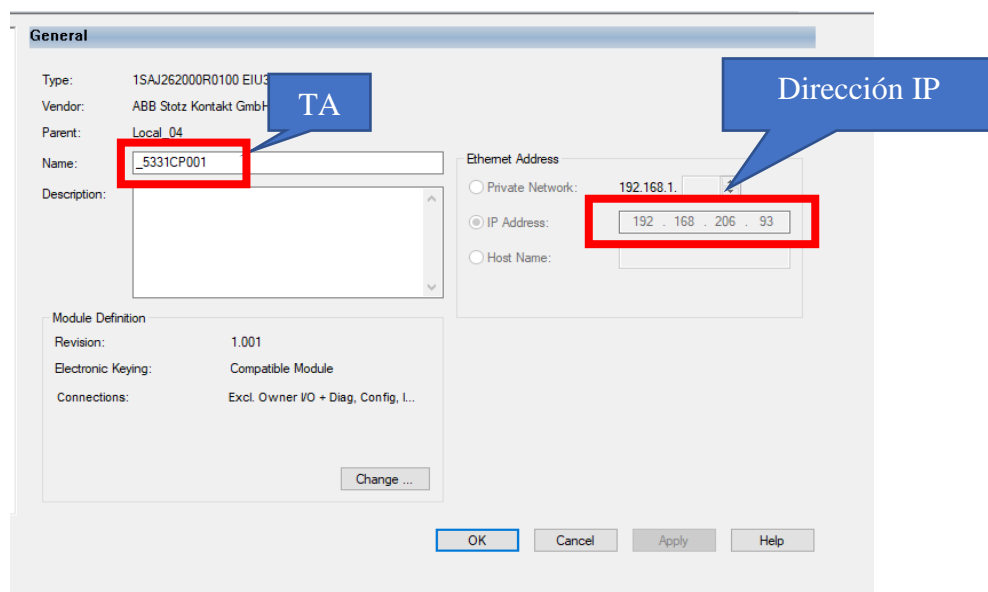 General
Type: 1SAJ262000R0100 EIU3
Vendor: ABB Stotz Kontakt GmbH
Parent: Local_04
Name: _5331CP001
Description:
TA
Dirección IP
Ethernet Address
Private Network: 192.168.1.
IP Address: 192 . 168 . 206 . 93
Host Name:
Module Definition
Revision: 1.001
Electronic Keying: Compatible Module
Connections: Excl. Owner I/O + Diag, Config, I...
Change ...
OK Cancel Apply Help